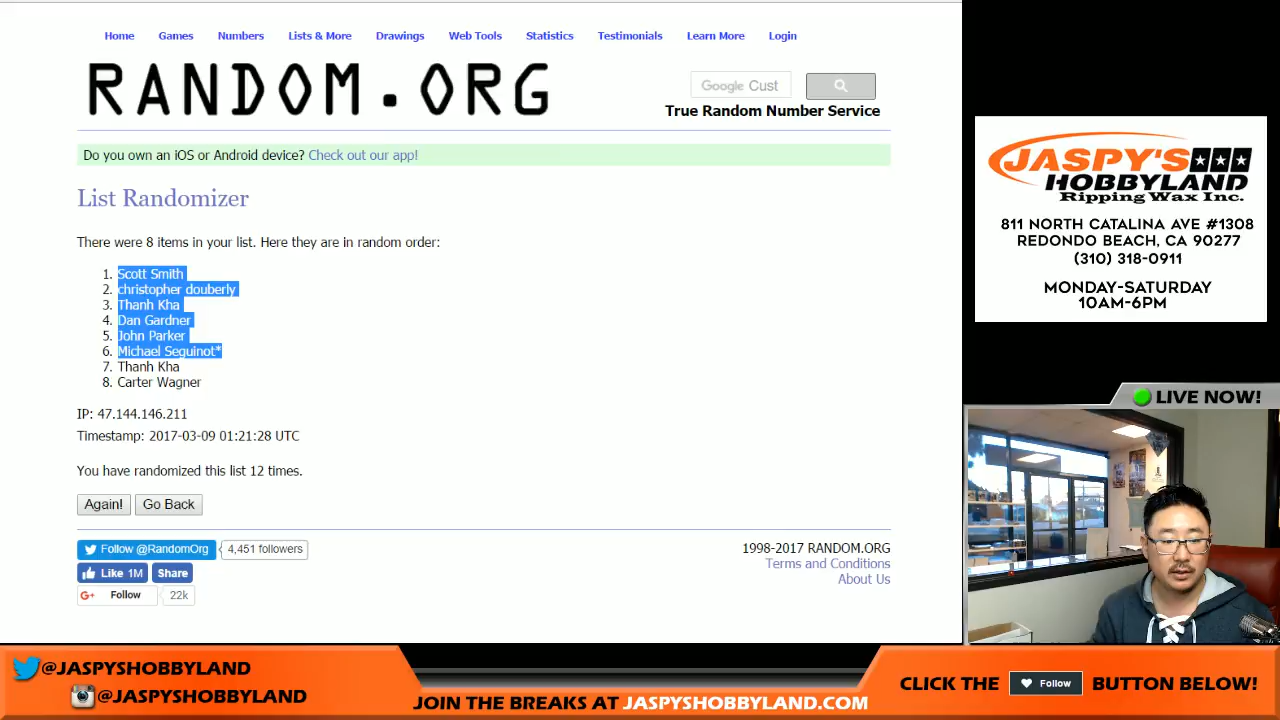 Home Games Numbers Lists & More Drawings Web Tools Statistics Testimonials Learn More Login
RANDOM.ORG
Google Cust
True Random Number Service
Do you own an iOS or Android device? Check out our app!
List Randomizer
There were 8 items in your list. Here they are in random order:
1. Scott Smith
2. christopher douberly
3. Thanh Kha
4. Dan Gardner
5. John Parker
6. Michael Seguinot*
7. Thanh Kha
8. Carter Wagner
IP: 47.144.146.211
Timestamp: 2017-03-09 01:21:28 UTC
You have randomized this list 12 times.
Again! Go Back
Follow @RandomOrg 4,451 followers
Like 1M Share
G+ Follow 22k
1998-2017 RANDOM.ORG
Terms and Conditions
About Us
JASPY'S
HOBBYLAND
Ripping Wax Inc.
811 NORTH CATALINA AVE #1308
REDONDO BEACH, CA 90277
(310) 318-0911
MONDAY-SATURDAY
10AM-6PM
LIVE NOW!
@JASPYSHOBBYLAND
@JASPYSHOBBYLAND
JOIN THE BREAKS AT JASPYSHOBBYLAND.COM
CLICK THE Follow BUTTON BELOW!